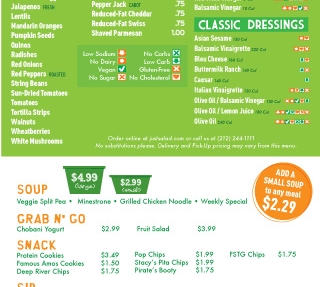 Jalapenos FRESH
Lentils
Mandarin Oranges
Pumpkin Seeds
Quinoa
Radishes
Red Onions
Red Peppers ROASTED
String Beans
Sun-Dried Tomatoes
Tomatoes
Tortilla Strips
Walnuts
Wheatberries
White Mushrooms
Pepper Jack CABOT .75
Reduced-Fat Cheddar .75
Reduced-Fat Swiss .75
Shaved Parmesan 1.00
Low Sodium
No Dairy
Vegan
No Sugar
No Carbs
Low Carb
Gluten-Free
No Cholesterol
Balsamic Vinegar
CLASSIC DRESSINGS
Asian Sesame
Balsamic Vinaigrette
Bleu Cheese
Buttermilk Ranch
Caesar
Italian Vinaigrette
Olive Oil / Balsamic Vinegar
Olive Oil / Lemon Juice
Olive Oil
Order online at justsalad.com or call us at (212) 244-1111
No substitutions please. Delivery and Pick-Up pricing may vary from this menu.
SOUP
$4.99
(large)
$2.99
(small)
ADD A
SMALL SOUP
to any meal
$2.29
Veggie Split Pea • Minestrone • Grilled Chicken Noodle • Weekly Special
GRAB N' GO
Chobani Yogurt $2.99 Fruit Salad $3.99
SNACK
Protein Cookies $3.49 Pop Chips $1.99 FSTG Chips $1.75
Famous Amos Cookies $1.50 Stacy's Pita Chips $1.99
Deep River Chips $1.75 Pirate's Booty $1.75